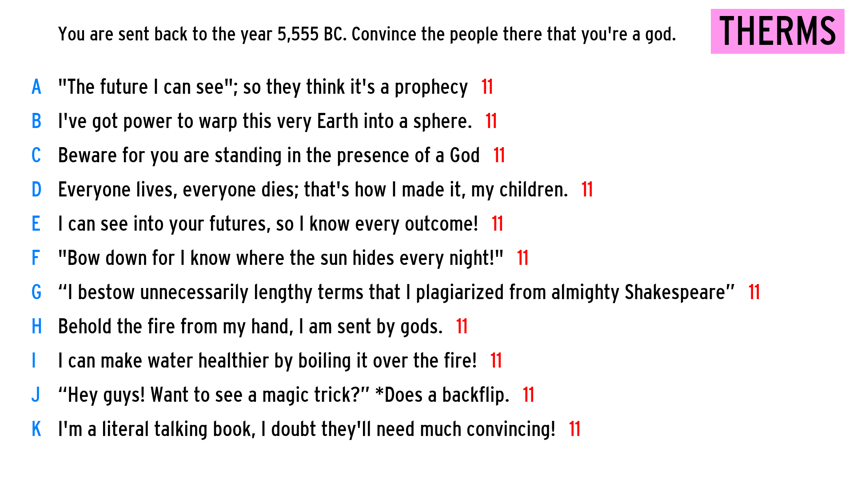 You are sent back to the year 5,555 BC. Convince the people there that you're a god.
THERMS
A "The future I can see"; so they think it's a prophecy 11
B I've got power to warp this very Earth into a sphere. 11
C Beware for you are standing in the presence of a God 11
D Everyone lives, everyone dies; that's how I made it, my children. 11
E I can see into your futures, so I know every outcome! 11
F "Bow down for I know where the sun hides every night!" 11
G “I bestow unnecessarily lengthy terms that I plagiarized from almighty Shakespeare” 11
H Behold the fire from my hand, I am sent by gods. 11
I I can make water healthier by boiling it over the fire! 11
J “Hey guys! Want to see a magic trick?” *Does a backflip. 11
K I'm a literal talking book, I doubt they'll need much convincing! 11